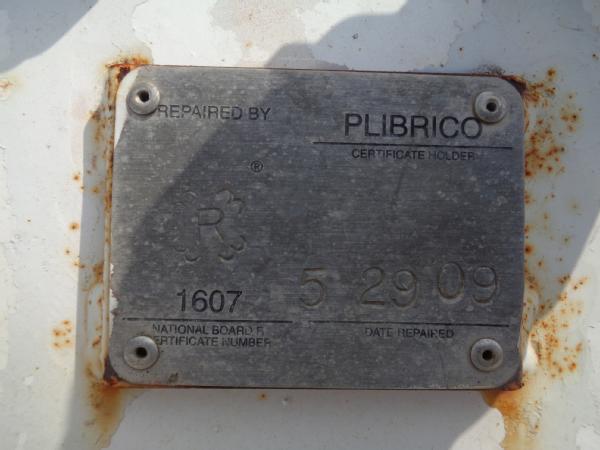 REPAIRED BY
PLIBRICO
CERTIFICATE HOLDER
®
R
1607
5 29 09
NATIONAL BOARD R
CERTIFICATE NUMBER
DATE REPAIRED